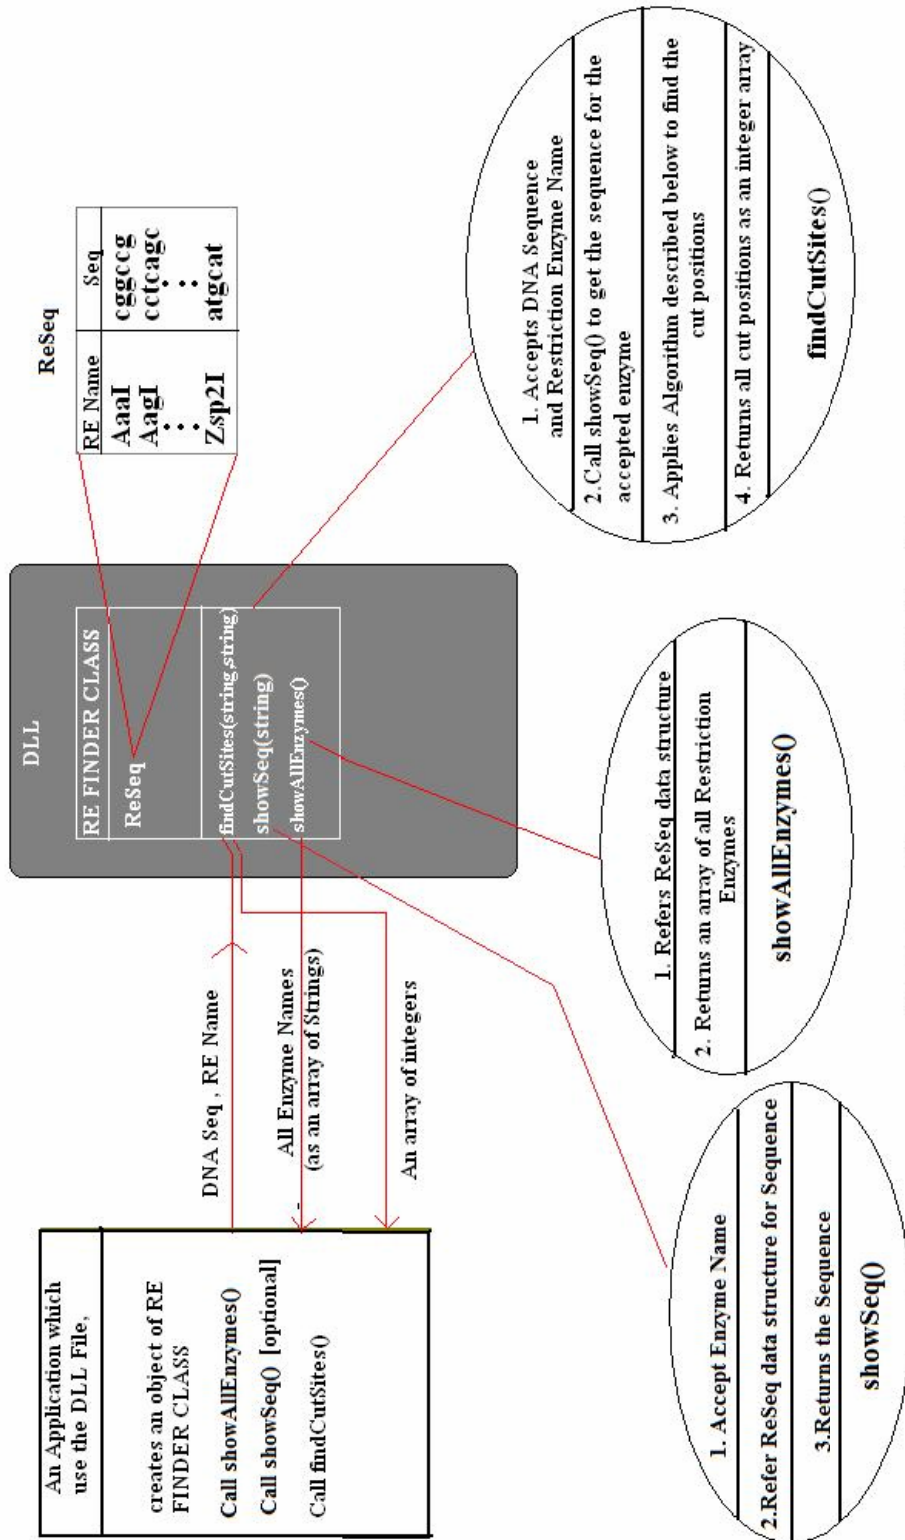 An Application which
use the DLL File,
creates an object of RE
FINDER CLASS
Call showAllEnzymes()
Call showSeq() [optional]
Call findCutSites()
DNA Seq , RE Name
All Enzyme Names
(as an array of Strings)
An array of integers
DLL
RE FINDER CLASS
ReSeq
findCutSites(string,string)
showSeq(string)
showAllEnzymes()
ReSeq
RE Name Seq
AaaI cggccg
AagI cctcagc
Zsp2I atgcat
1. Accept Enzyme Name
2.Refer ReSeq data structure for Sequence
3.Returns the Sequence
showSeq()
1. Refers ReSeq data structure
2. Returns an array of all Restriction
Enzymes
showAllEnzymes()
1. Accepts DNA Sequence
and Restriction Enzyme Name
2.Call showSeq() to get the sequence for the
accepted enzyme
3. Applies Algorithm described below to find the
cut positions
4. Returns all cut positions as an integer array
findCutSites()